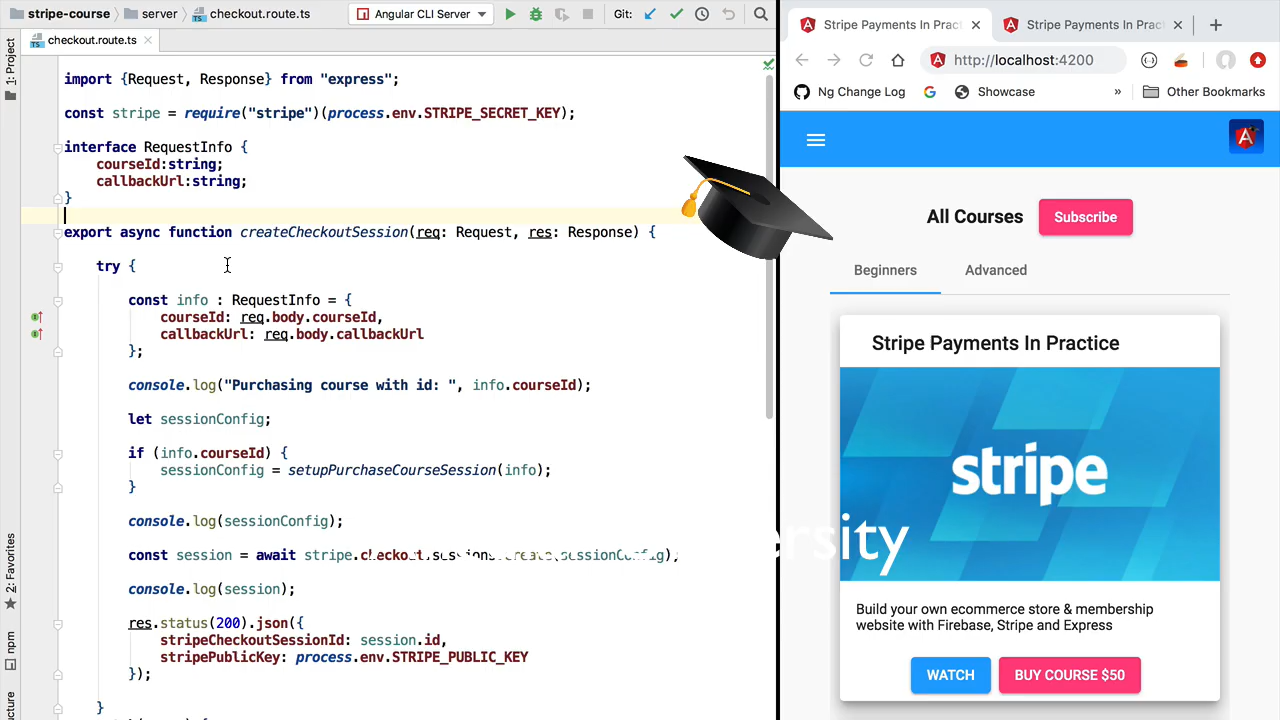 stripe-course
server
checkout.route.ts
Angular CLI Server
Git:
checkout.route.ts
1: Project
2: Favorites
npm
import {Request, Response} from "express";
const stripe = require("stripe")(process.env.STRIPE_SECRET_KEY);
interface RequestInfo {
courseId:string;
callbackUrl:string;
}
export async function createCheckoutSession(req: Request, res: Response) {
try {
const info : RequestInfo = {
courseId: req.body.courseId,
callbackUrl: req.body.callbackUrl
};
console.log("Purchasing course with id: ", info.courseId);
let sessionConfig;
if (info.courseId) {
sessionConfig = setupPurchaseCourseSession(info);
}
console.log(sessionConfig);
const session = await stripe.checkout.sessions.create(sessionConfig);
console.log(session);
res.status(200).json({
stripeCheckoutSessionId: session.id,
stripePublicKey: process.env.STRIPE_PUBLIC_KEY
});
}
Stripe Payments In Pract
Stripe Payments In Pract
http://localhost:4200
Ng Change Log
Showcase
»
Other Bookmarks
All Courses
Subscribe
Beginners
Advanced
Stripe Payments In Practice
stripe
ersity
Build your own ecommerce store & membership
website with Firebase, Stripe and Express
WATCH
BUY COURSE $50